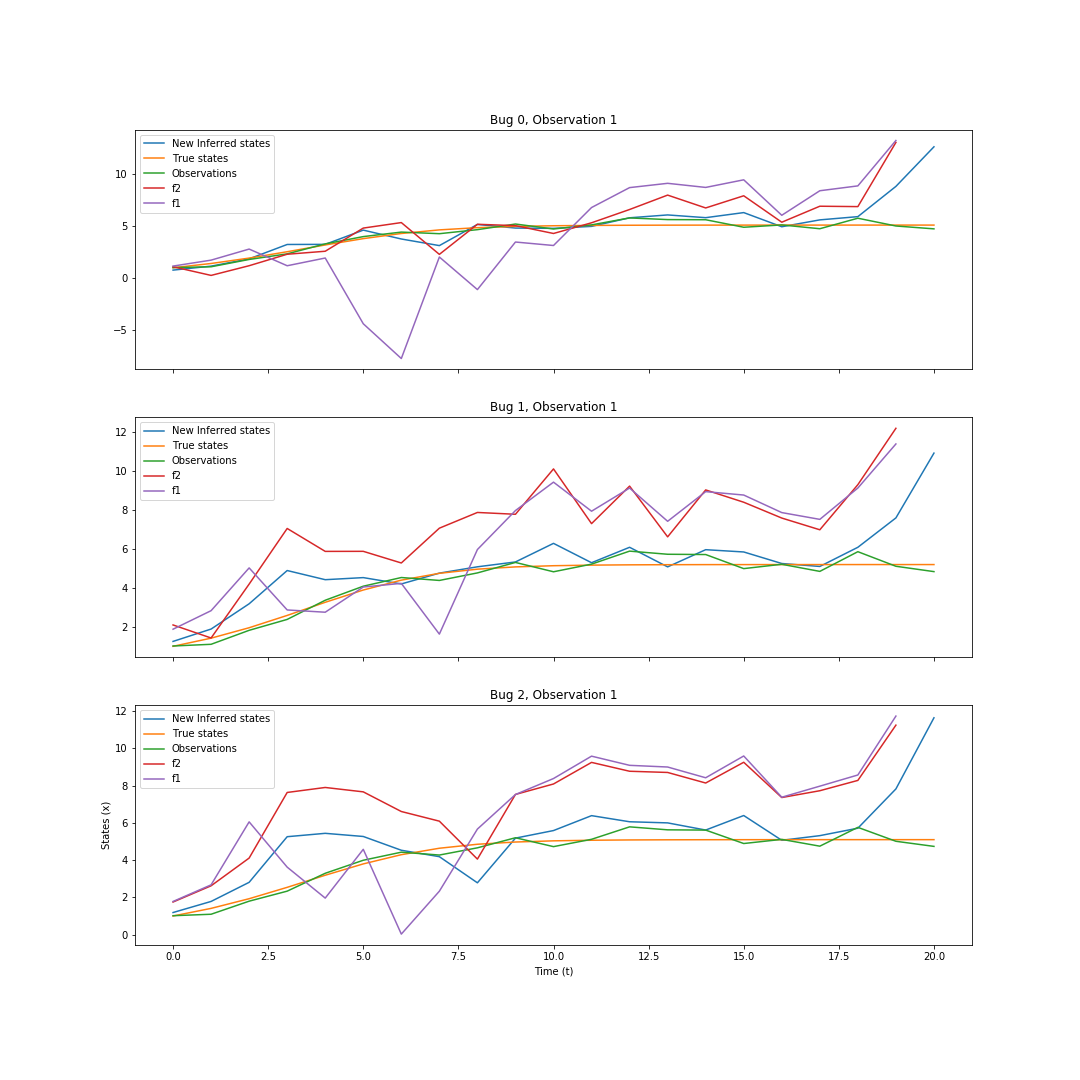 Bug 0, Observation 1
New Inferred states
True states
Observations
f2
f1
10
5
0
−5
Bug 1, Observation 1
New Inferred states
True states
Observations
f2
f1
12
10
8
6
4
2
Bug 2, Observation 1
New Inferred states
True states
Observations
f2
f1
12
10
8
6
4
2
0
States (x)
0.0 2.5 5.0 7.5 10.0 12.5 15.0 17.5 20.0
Time (t)